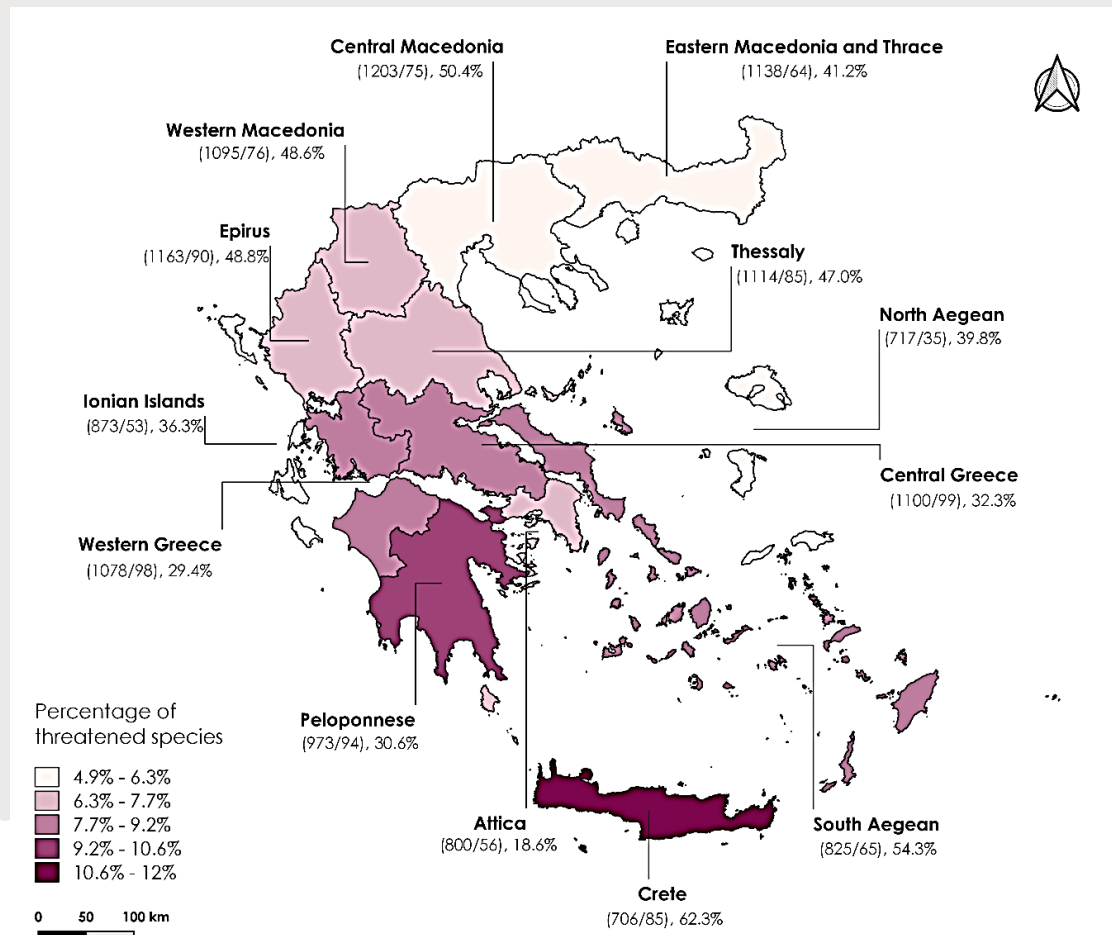 Central Macedonia
(1203/75), 50.4%
Eastern Macedonia and Thrace
(1138/64), 41.2%
Western Macedonia
(1095/76), 48.6%
Epirus
(1163/90), 48.8%
Thessaly
(1114/85), 47.0%
North Aegean
(717/35), 39.8%
Ionian Islands
(873/53), 36.3%
Central Greece
(1100/99), 32.3%
Western Greece
(1078/98), 29.4%
Peloponnese
(973/94), 30.6%
Attica
(800/56), 18.6%
South Aegean
(825/65), 54.3%
Crete
(706/85), 62.3%
Percentage of
threatened species
4.9% - 6.3%
6.3% - 7.7%
7.7% - 9.2%
9.2% - 10.6%
10.6% - 12%
0 50 100 km